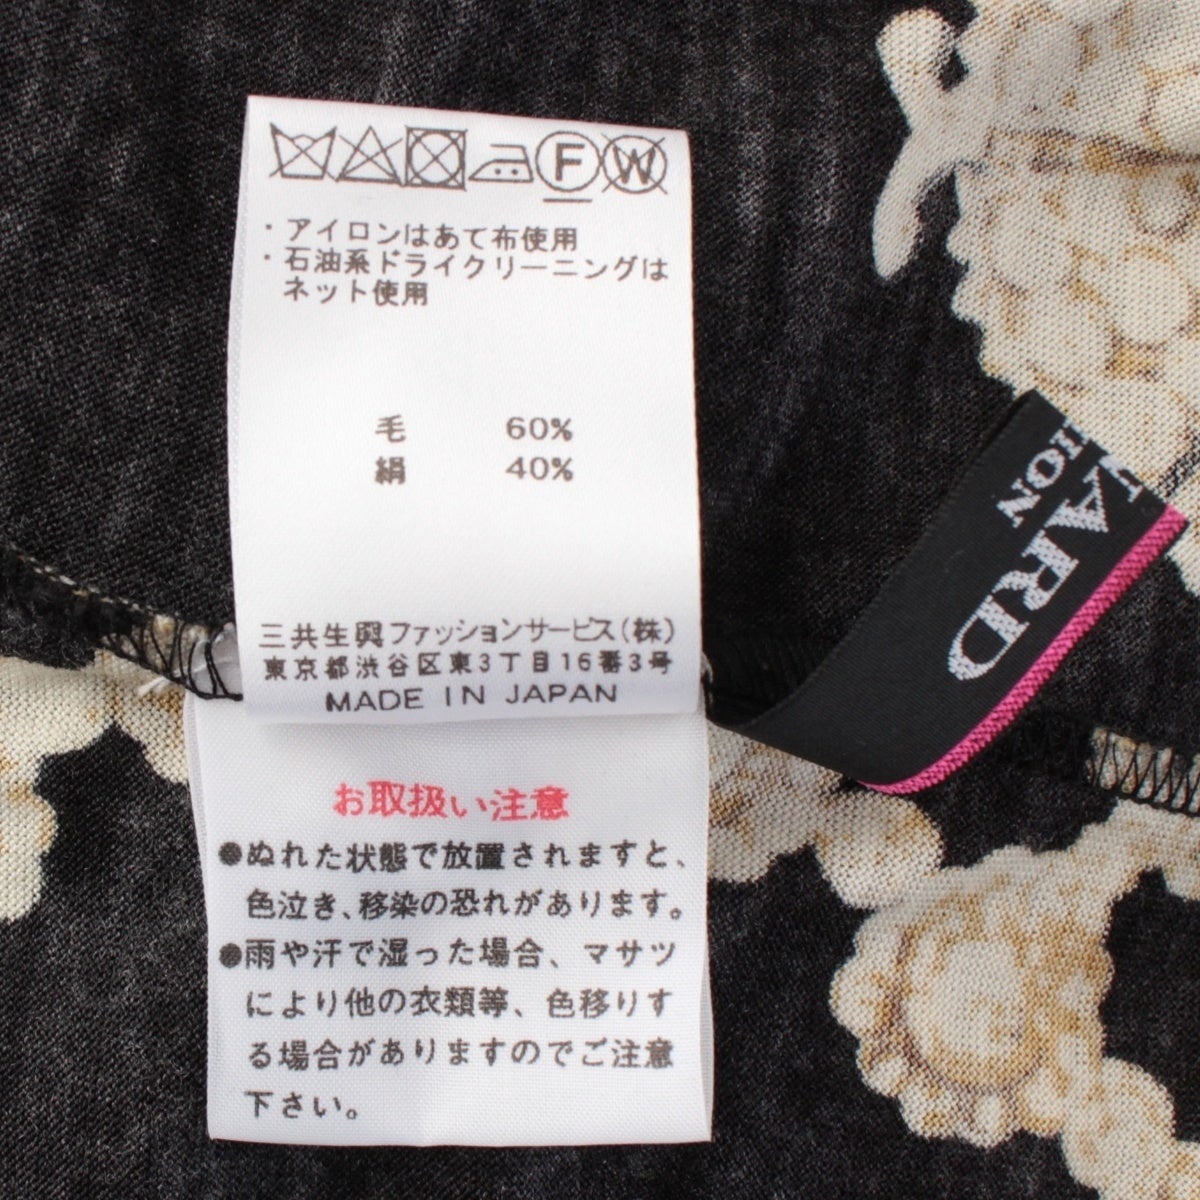 F W
・アイロンはあて布使用
・石油系ドライクリーニングは
ネット使用
毛 60%
絹 40%
三共生興ファッションサービス(株)
東京都渋谷区東3丁目16番3号
MADE IN JAPAN
お取扱い注意
●ぬれた状態で放置されますと、
色泣き、移染の恐れがあります。
●雨や汗で湿った場合、マサツ
により他の衣類等、色移りす
る場合がありますのでご注意
下さい。
NARD
ION